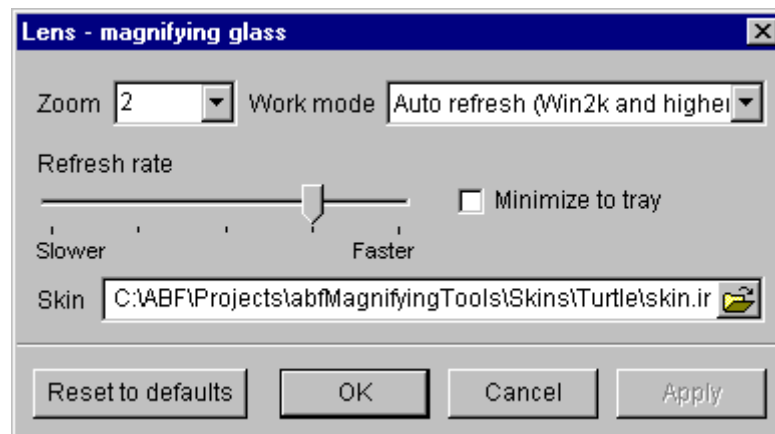 Lens - magnifying glass
Zoom 2 Work mode Auto refresh (Win2k and higher
Refresh rate
Minimize to tray
Slower Faster
Skin C:\ABF\Projects\abfMagnifyingTools\Skins\Turtle\skin.ir
Reset to defaults OK Cancel Apply